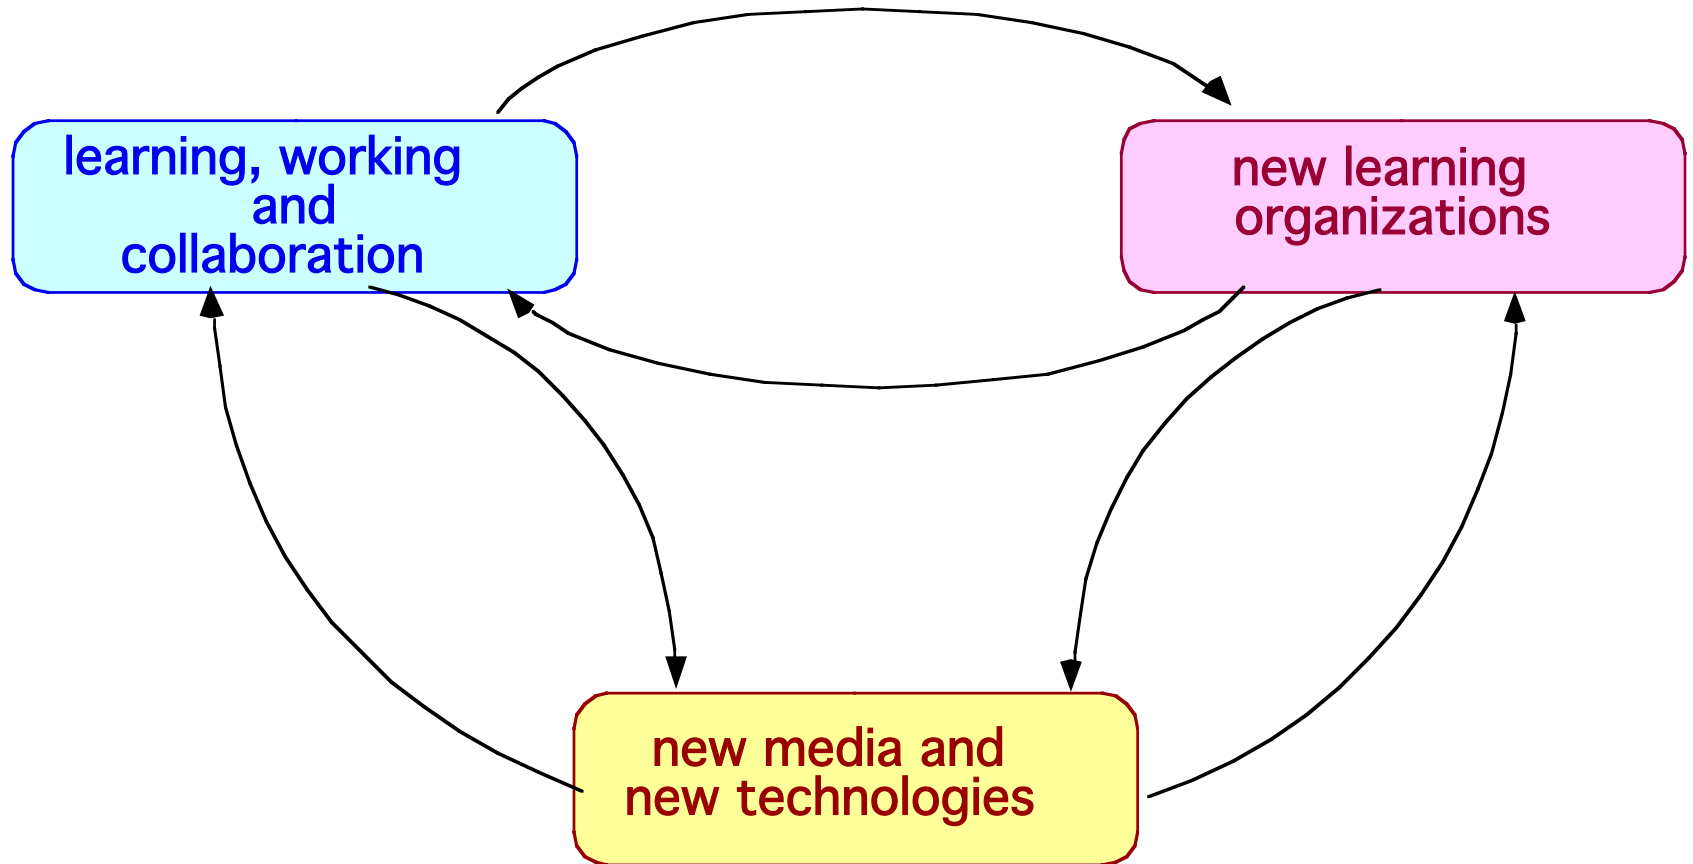 learning, working
and
collaboration
new learning
organizations
new media and
new technologies